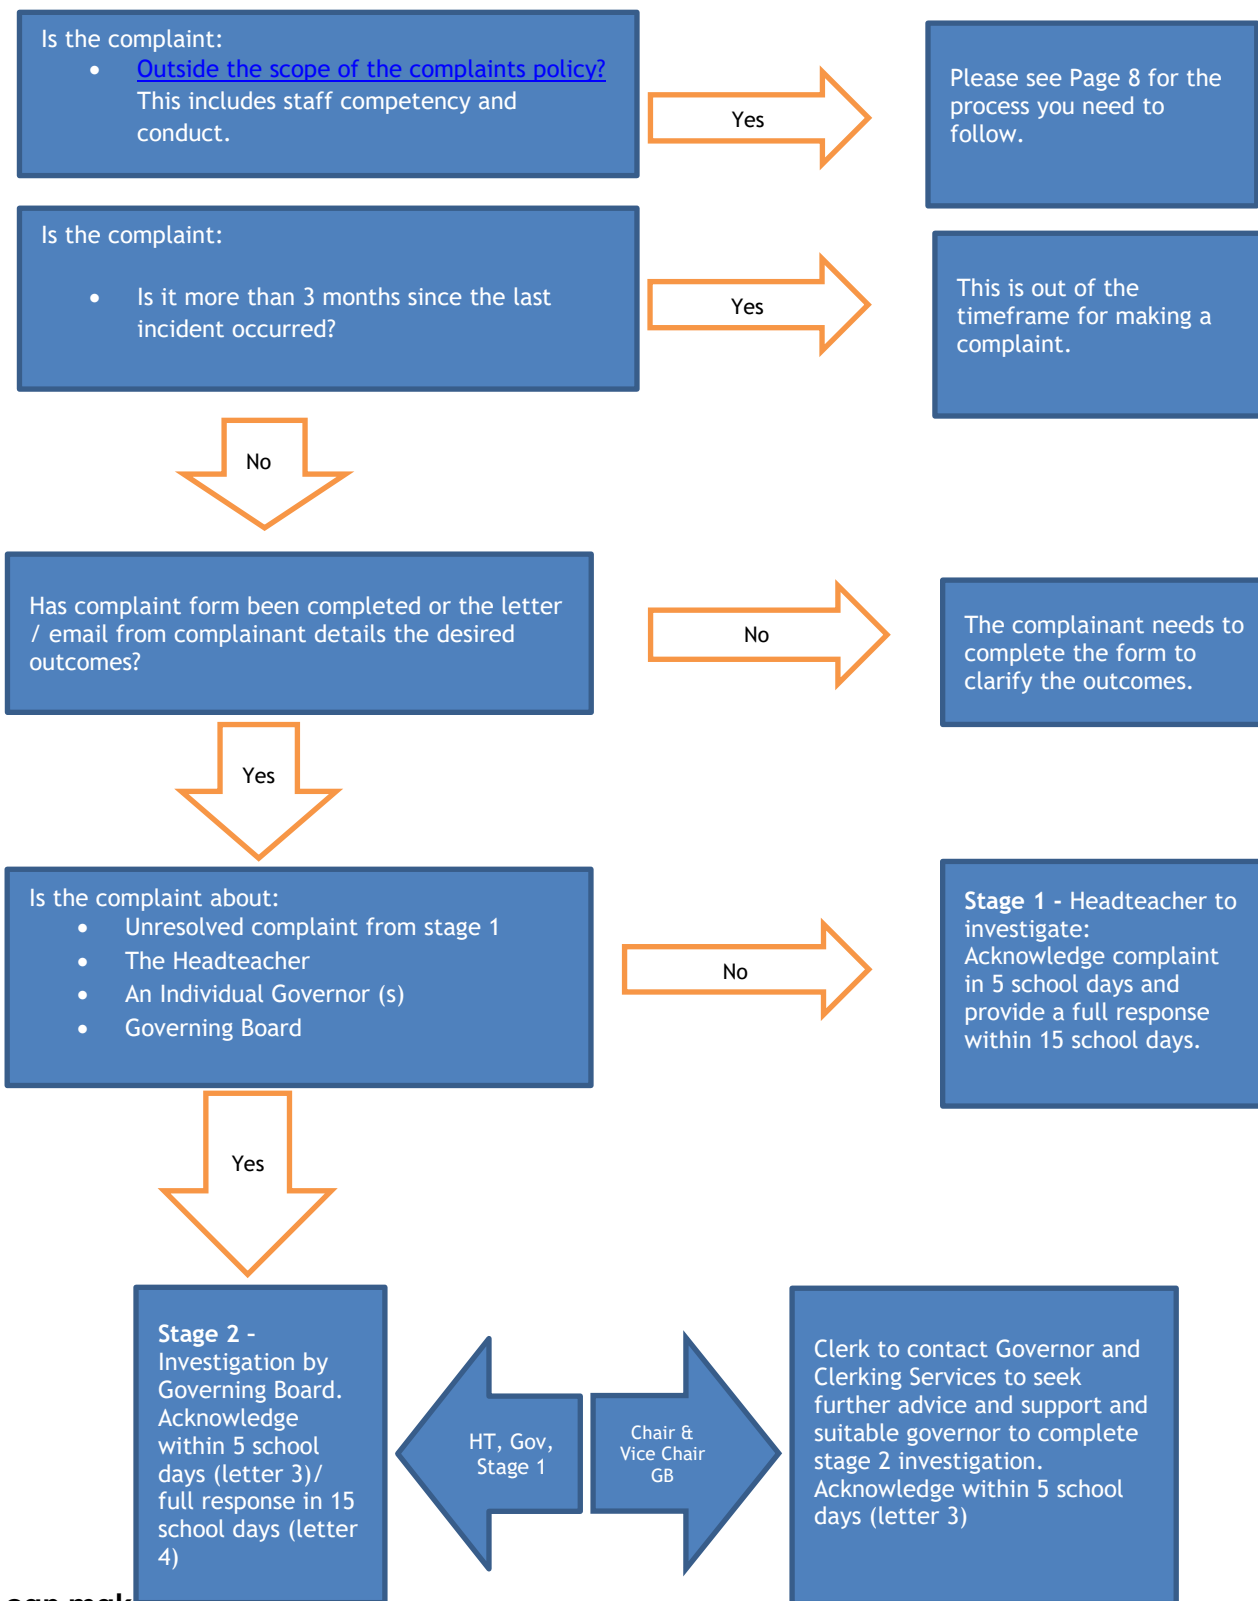 Is the complaint:
• Outside the scope of the complaints policy?
This includes staff competency and
conduct.
Yes
Please see Page 8 for the
process you need to
follow.
Is the complaint:
• Is it more than 3 months since the last
incident occurred?
Yes
This is out of the
timeframe for making a
complaint.
No
Has complaint form been completed or the letter
/ email from complainant details the desired
outcomes?
No
The complainant needs to
complete the form to
clarify the outcomes.
Yes
Is the complaint about:
• Unresolved complaint from stage 1
• The Headteacher
• An Individual Governor (s)
• Governing Board
No
Stage 1 - Headteacher to
investigate:
Acknowledge complaint
in 5 school days and
provide a full response
within 15 school days.
Yes
Stage 2 –
Investigation by
Governing Board.
Acknowledge
within 5 school
days (letter 3)/
full response in 15
school days (letter
4)
HT, Gov,
Stage 1
Chair &
Vice Chair
GB
Clerk to contact Governor and
Clerking Services to seek
further advice and support and
suitable governor to complete
stage 2 investigation.
Acknowledge within 5 school
days (letter 3)